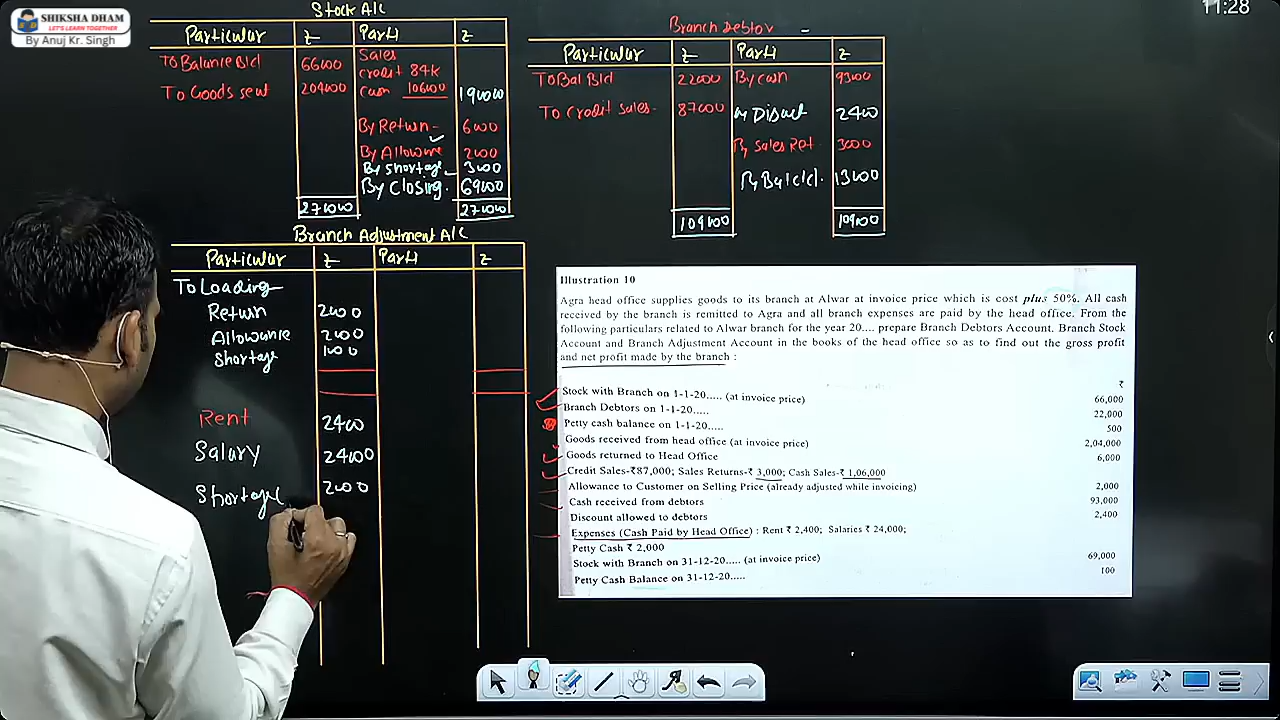 SHIKSHA DHAM
LET'S LEARN TOGETHER
By Anuj Kr. Singh
11:28
Stock A/C
Particular ₹ Parti ₹
To Balance B/d 66000 Sales
credit 84k
To Goods sent 204000 cash 106000 190000
By Return 6000
By Allowne 2000
By Shortage 3000
By Closing 69000
270000 270000
Branch Debtor
Particular ₹ Parti ₹
To Bal B/d 22000 By cash 93000
To Credit Sales 87000 By Disout 2400
By Sales Ret. 3000
By Bal c/d. 13000
109000 109000
Branch Adjustment A/C
Particular ₹ Parti ₹
To Loading
Return 2000
Allowance 2000
Shortage 1000
Rent 2400
Salary 24000
Shortage 2000
Illustration 10
Agra head office supplies goods to its branch at Alwar at invoice price which is cost plus 50%. All cash
received by the branch is remitted to Agra and all branch expenses are paid by the head office. From the
following particulars related to Alwar branch for the year 20.... prepare Branch Debtors Account. Branch Stock
Account and Branch Adjustment Account in the books of the head office so as to find out the gross profit
and net profit made by the branch :
₹
Stock with Branch on 1-1-20..... (at invoice price) 66,000
Branch Debtors on 1-1-20..... 22,000
Petty cash balance on 1-1-20..... 500
Goods received from head office (at invoice price) 2,04,000
Goods returned to Head Office 6,000
Credit Sales-₹87,000; Sales Returns-₹ 3,000; Cash Sales-₹ 1,06,000
Allowance to Customer on Selling Price (already adjusted while invoicing) 2,000
Cash received from debtors 93,000
Discount allowed to debtors 2,400
Expenses (Cash Paid by Head Office) : Rent ₹ 2,400; Salaries ₹ 24,000;
Petty Cash ₹ 2,000
Stock with Branch on 31-12-20..... (at invoice price) 69,000
Petty Cash Balance on 31-12-20..... 100